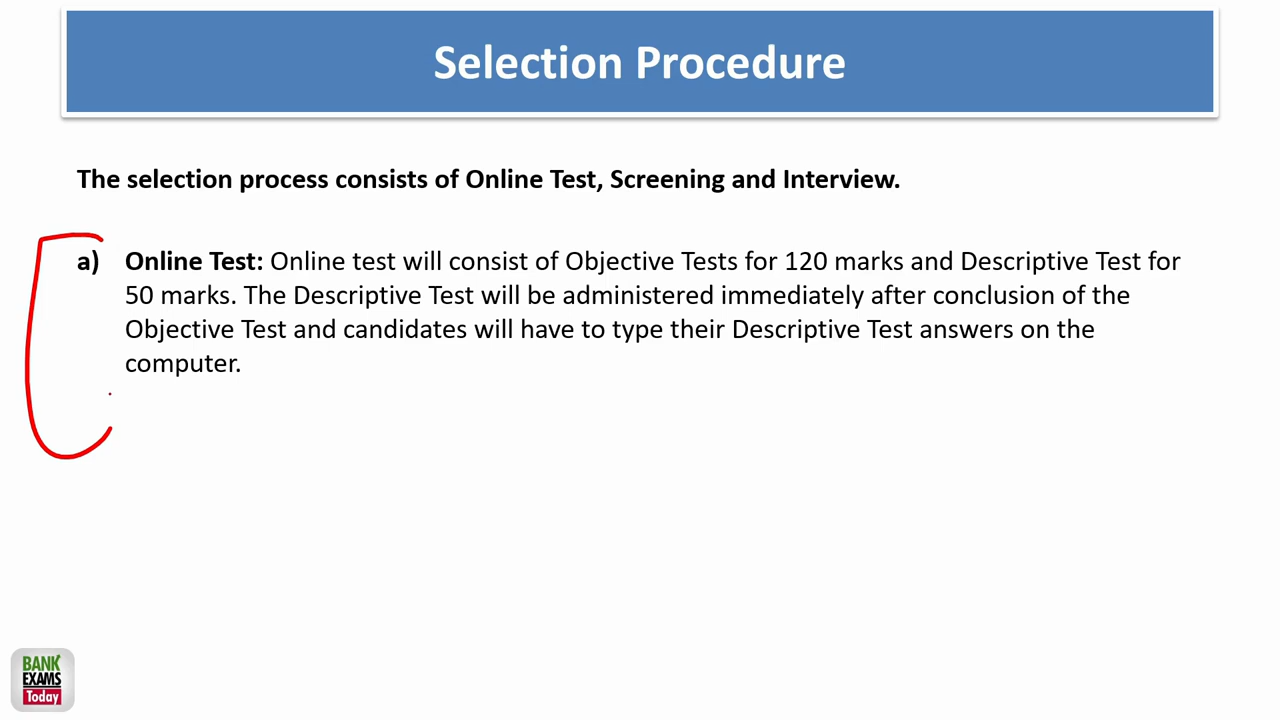 Selection Procedure
The selection process consists of Online Test, Screening and Interview.
a) Online Test: Online test will consist of Objective Tests for 120 marks and Descriptive Test for
50 marks. The Descriptive Test will be administered immediately after conclusion of the
Objective Test and candidates will have to type their Descriptive Test answers on the
computer.
BANK
EXAMS
Today